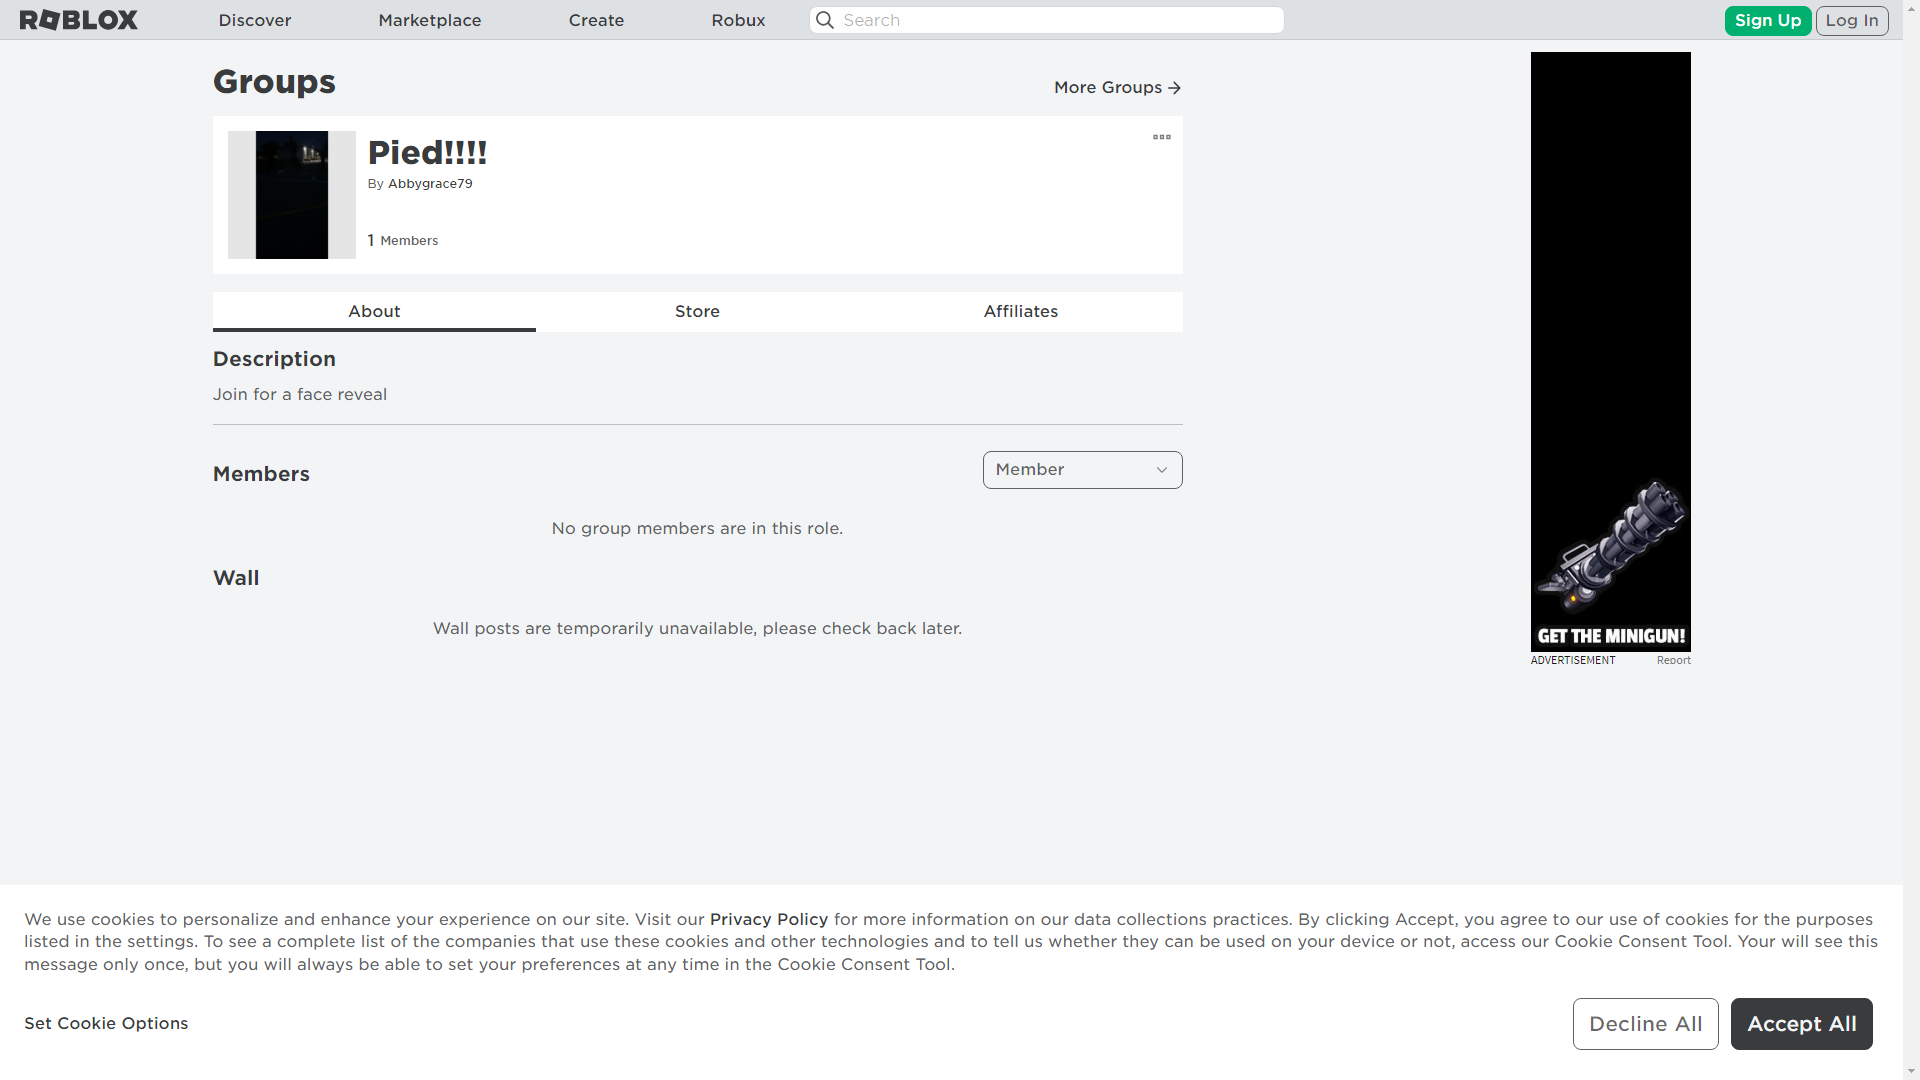 ROBLOX Discover Marketplace Create Robux Search Sign Up Log In
Groups
More Groups
Pied!!!!
By Abbygrace79
1 Members
About Store Affiliates
Description
Join for a face reveal
Members
Member
No group members are in this role.
Wall
Wall posts are temporarily unavailable, please check back later.
GET THE MINIGUN!
ADVERTISEMENT Report
We use cookies to personalize and enhance your experience on our site. Visit our Privacy Policy for more information on our data collections practices. By clicking Accept, you agree to our use of cookies for the purposes
listed in the settings. To see a complete list of the companies that use these cookies and other technologies and to tell us whether they can be used on your device or not, access our Cookie Consent Tool. Your will see this
message only once, but you will always be able to set your preferences at any time in the Cookie Consent Tool.
Set Cookie Options
Decline All
Accept All